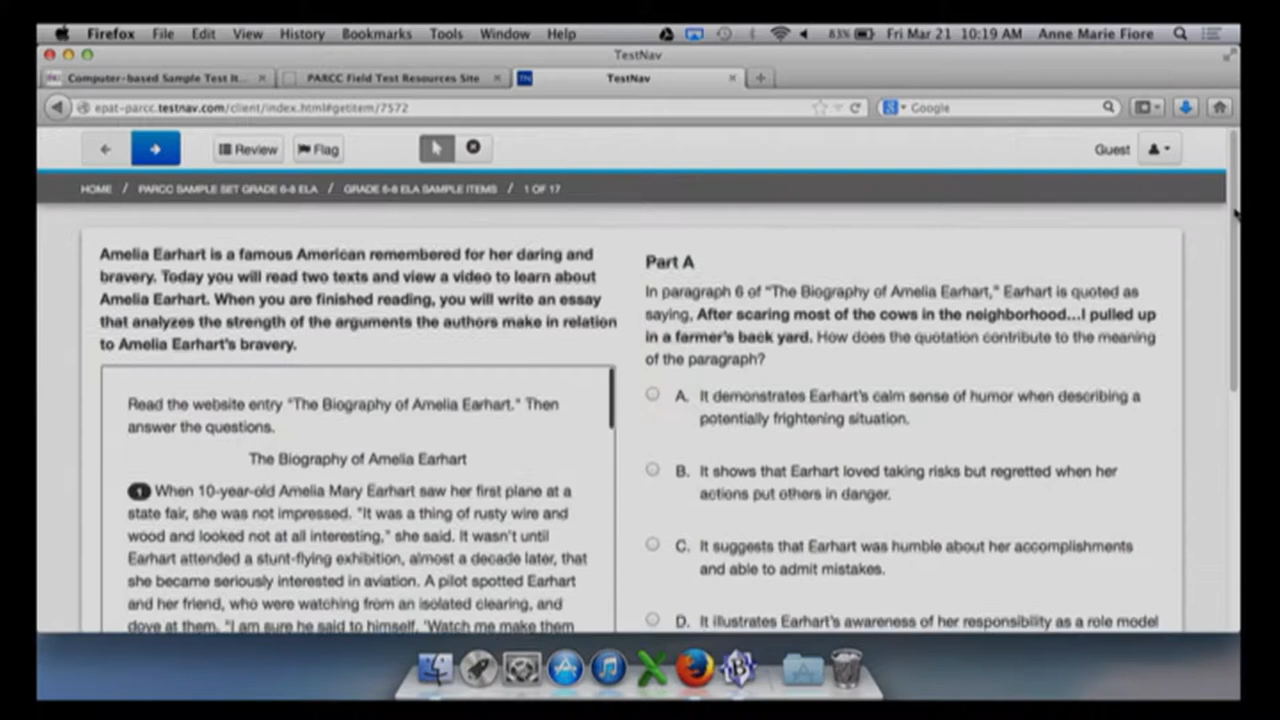 Firefox File Edit View History Bookmarks Tools Window Help 83% Fri Mar 21 10:19 AM Anne Marie Fiore
TestNav
Computer-based Sample Test It... PARCC Field Test Resources Site TN TestNav
epat-parcc.testnav.com/client/index.html#getitem/7572 Google
Review Flag Guest
HOME / PARCC SAMPLE SET GRADE 6-8 ELA / GRADE 6-8 ELA SAMPLE ITEMS / 1 OF 17
Amelia Earhart is a famous American remembered for her daring and
bravery. Today you will read two texts and view a video to learn about
Amelia Earhart. When you are finished reading, you will write an essay
that analyzes the strength of the arguments the authors make in relation
to Amelia Earhart's bravery.
Read the website entry "The Biography of Amelia Earhart." Then
answer the questions.
The Biography of Amelia Earhart
1 When 10-year-old Amelia Mary Earhart saw her first plane at a
state fair, she was not impressed. "It was a thing of rusty wire and
wood and looked not at all interesting," she said. It wasn't until
Earhart attended a stunt-flying exhibition, almost a decade later, that
she became seriously interested in aviation. A pilot spotted Earhart
and her friend, who were watching from an isolated clearing, and
dove at them. "I am sure he said to himself, 'Watch me make them
Part A
In paragraph 6 of "The Biography of Amelia Earhart," Earhart is quoted as
saying, After scaring most of the cows in the neighborhood...I pulled up
in a farmer's back yard. How does the quotation contribute to the meaning
of the paragraph?
A. It demonstrates Earhart's calm sense of humor when describing a
potentially frightening situation.
B. It shows that Earhart loved taking risks but regretted when her
actions put others in danger.
C. It suggests that Earhart was humble about her accomplishments
and able to admit mistakes.
D. It illustrates Earhart's awareness of her responsibility as a role model